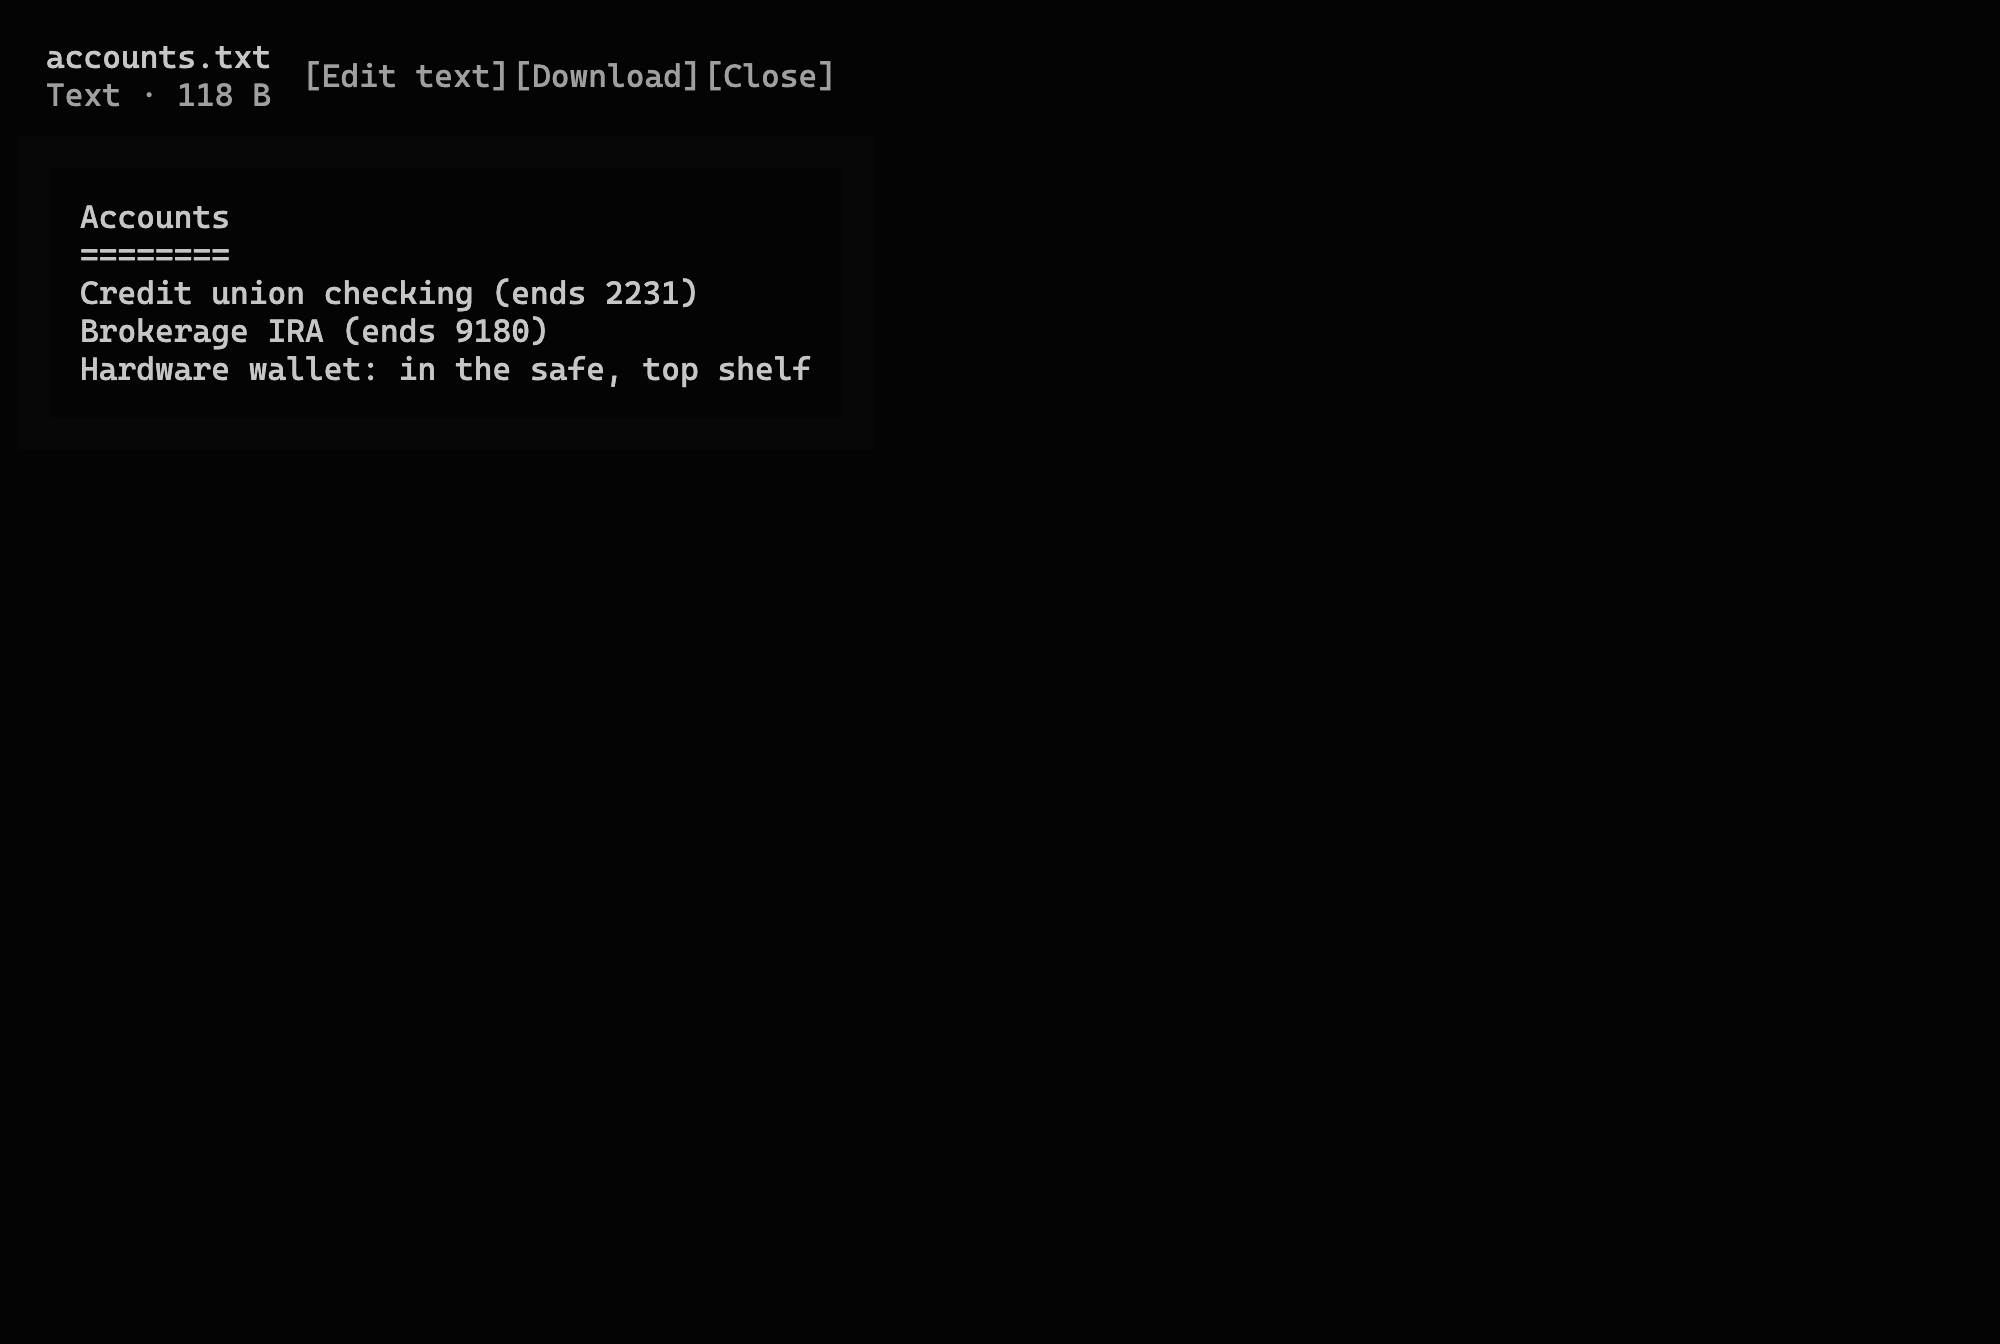 accounts.txt
Text · 118 B
[Edit text][Download][Close]
Accounts
========
Credit union checking (ends 2231)
Brokerage IRA (ends 9180)
Hardware wallet: in the safe, top shelf